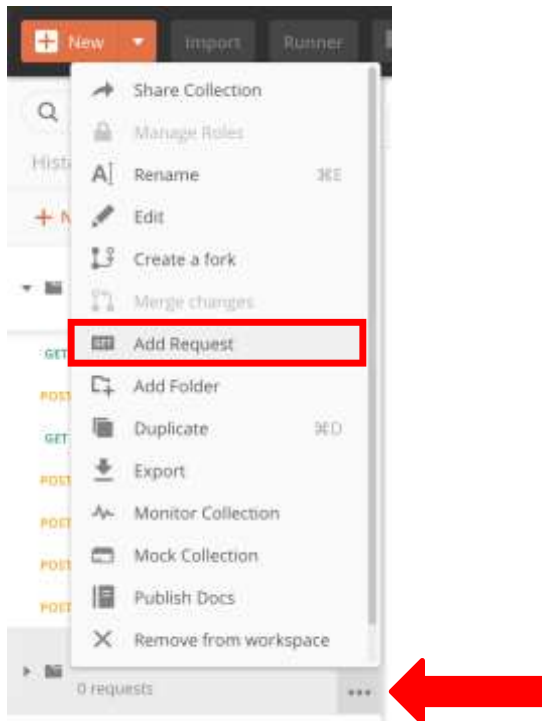 New
Import
Runner
Share Collection
Manage Roles
Hist
Rename ⌘E
+ N
Edit
Create a fork
Merge changes
Add Request
GET
Add Folder
POST
Duplicate ⌘D
GET
Export
POST
Monitor Collection
POST
Mock Collection
POST
Publish Docs
POST
Remove from workspace
0 requests